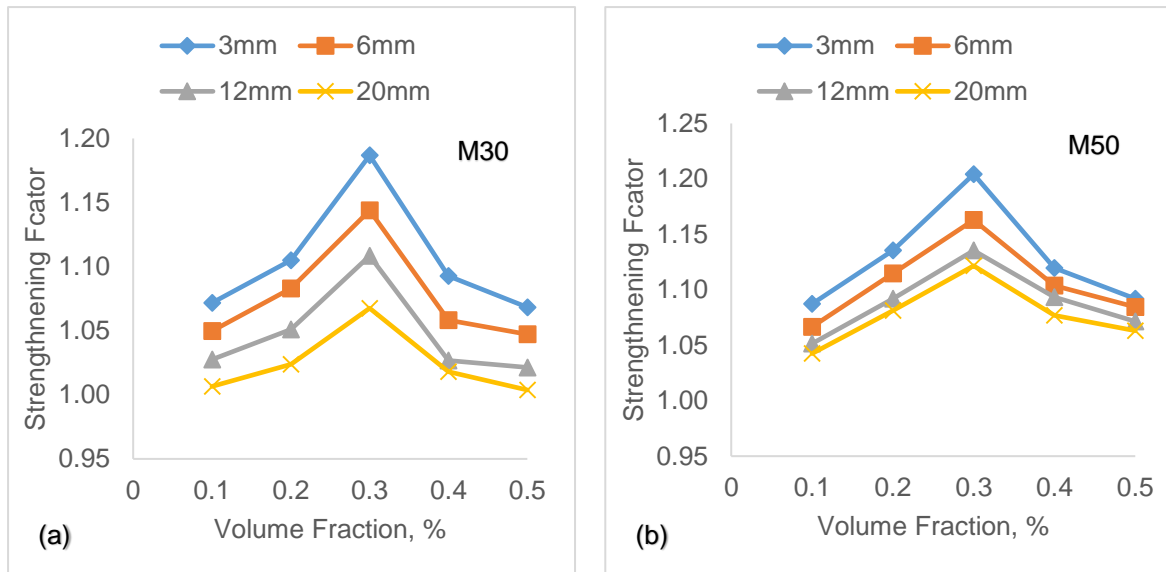 3mm 6mm
12mm 20mm
M30
Strengthnening Fcator
1.20
1.15
1.10
1.05
1.00
0.95
0 0.1 0.2 0.3 0.4 0.5
Volume Fraction, %
(a)
3mm 6mm
12mm 20mm
M50
Strengthnening Fcator
1.25
1.20
1.15
1.10
1.05
1.00
0.95
0 0.1 0.2 0.3 0.4 0.5
Volume Fraction, %
(b)